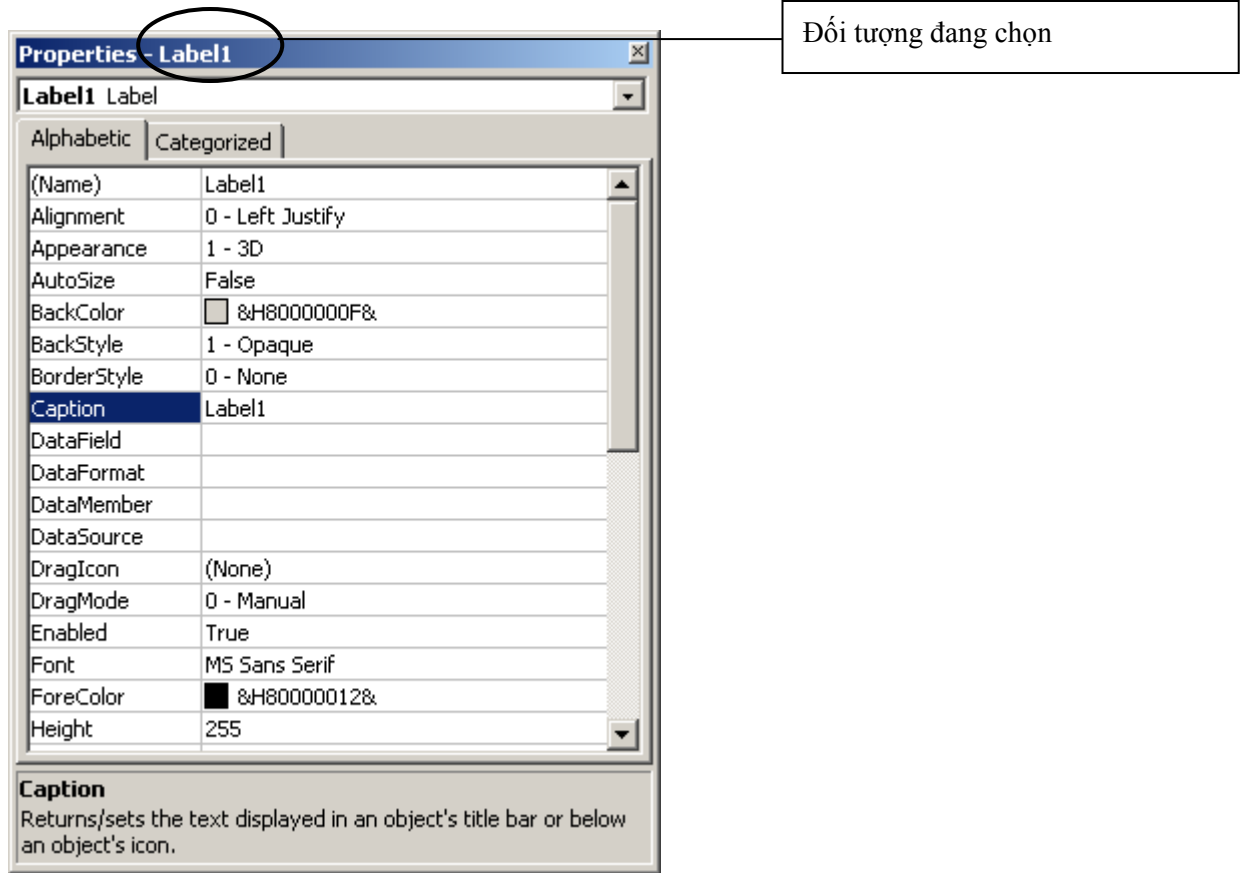 Đối tượng đang chọn
Properties - Label1
Label1 Label
Alphabetic Categorized
(Name) Label1
Alignment 0 - Left Justify
Appearance 1 - 3D
AutoSize False
BackColor &H8000000F&
BackStyle 1 - Opaque
BorderStyle 0 - None
Caption Label1
DataField
DataFormat
DataMember
DataSource
DragIcon (None)
DragMode 0 - Manual
Enabled True
Font MS Sans Serif
ForeColor &H80000012&
Height 255
Caption
Returns/sets the text displayed in an object's title bar or below
an object's icon.